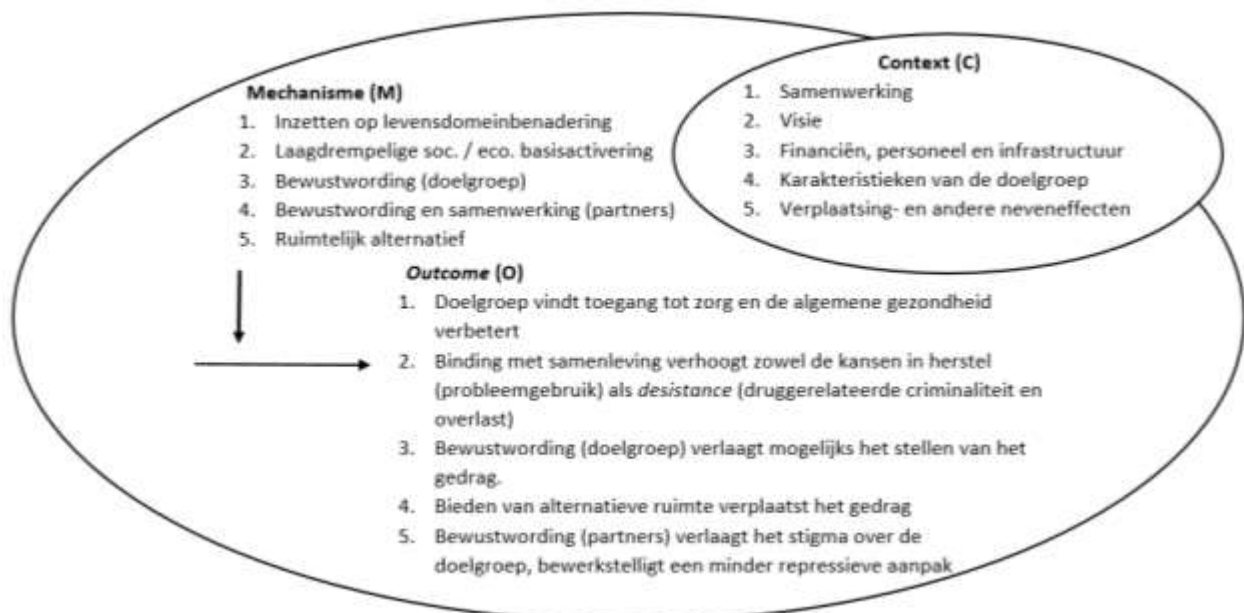 Mechanisme (M)
1. Inzetten op levensdomeinbenadering
2. Laagdrempelige soc. / eco. basisactivering
3. Bewustwording (doelgroep)
4. Bewustwording en samenwerking (partners)
5. Ruimtelijk alternatief
Context (C)
1. Samenwerking
2. Visie
3. Financiën, personeel en infrastructuur
4. Karakteristieken van de doelgroep
5. Verplaatsing- en andere neveneffecten
Outcome (O)
1. Doelgroep vindt toegang tot zorg en de algemene gezondheid
verbetert
2. Binding met samenleving verhoogt zowel de kansen in herstel
(probleemgebruik) als desistance (druggerelateerde criminaliteit en
overlast)
3. Bewustwording (doelgroep) verlaagt mogelijks het stellen van het
gedrag.
4. Bieden van alternatieve ruimte verplaatst het gedrag
5. Bewustwording (partners) verlaagt het stigma over de
doelgroep, bewerkstelligt een minder repressieve aanpak